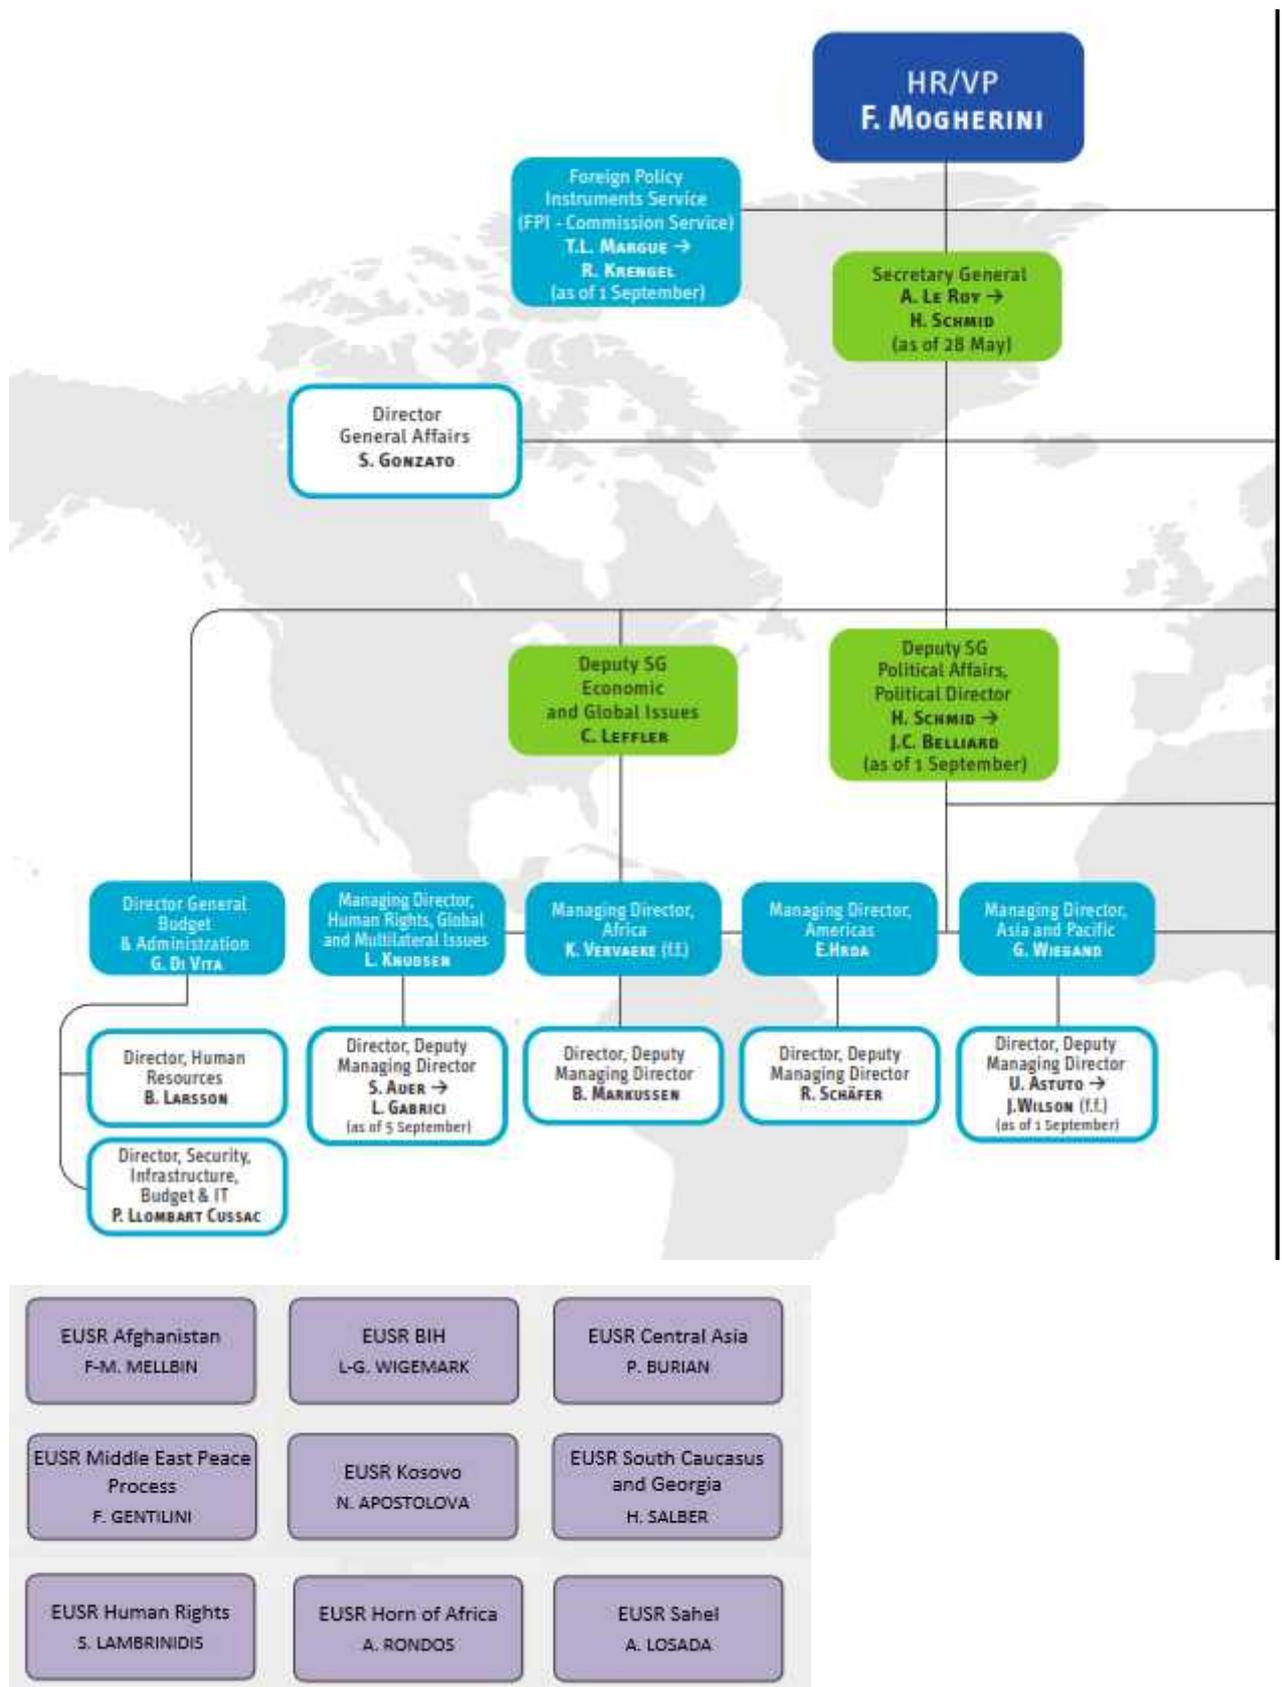 HR/VP
F. MOGHERINI
Foreign Policy
Instruments Service
(FPI - Commission Service)
T.L. MARGUE →
R. KRENGEL
(as of 1 September)
Secretary General
A. LE ROY →
H. SCHMID
(as of 28 May)
Director
General Affairs
S. GONZATO
Deputy SG
Economic
and Global Issues
C. LEFFLER
Deputy SG
Political Affairs,
Political Director
H. SCHMID →
J.C. BELLIARD
(as of 1 September)
Director General
Budget
& Administration
G. DI VITA
Managing Director,
Human Rights, Global
and Multilateral Issues
L. KNUDSEN
Managing Director,
Africa
K. VERVAEKE (f.f.)
Managing Director,
Americas
E.HRDA
Managing Director,
Asia and Pacific
G. WIEGAND
Director, Human
Resources
B. LARSSON
Director, Deputy
Managing Director
S. AUER →
L. GABRICI
(as of 5 September)
Director, Deputy
Managing Director
B. MARKUSSEN
Director, Deputy
Managing Director
R. SCHÄFER
Director, Deputy
Managing Director
U. ASTUTO →
J.WILSON (f.f.)
(as of 1 September)
Director, Security,
Infrastructure,
Budget & IT
P. LLOMBART CUSSAC
EUSR Afghanistan
F-M. MELLBIN
EUSR BIH
L-G. WIGEMARK
EUSR Central Asia
P. BURIAN
EUSR Middle East Peace
Process
F. GENTILINI
EUSR Kosovo
N. APOSTOLOVA
EUSR South Caucasus
and Georgia
H. SALBER
EUSR Human Rights
S. LAMBRINIDIS
EUSR Horn of Africa
A. RONDOS
EUSR Sahel
A. LOSADA